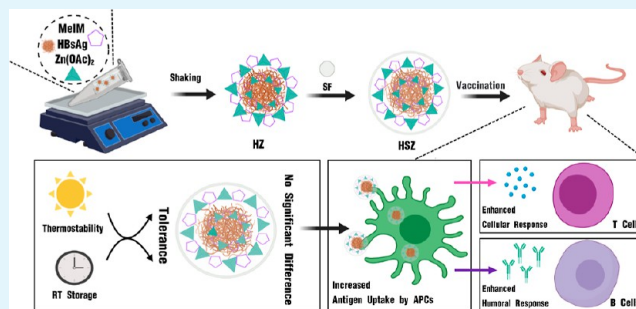 MeIM
HBsAg
Zn(OAc)₂
Shaking
HZ
SF
HSZ
Vaccination
Thermostability
RT Storage
Tolerance
No Significant Difference
Increased
Antigen Uptake by APCs
Enhanced
Cellular Response
T Cell
Enhanced
Humoral Response
B Cell